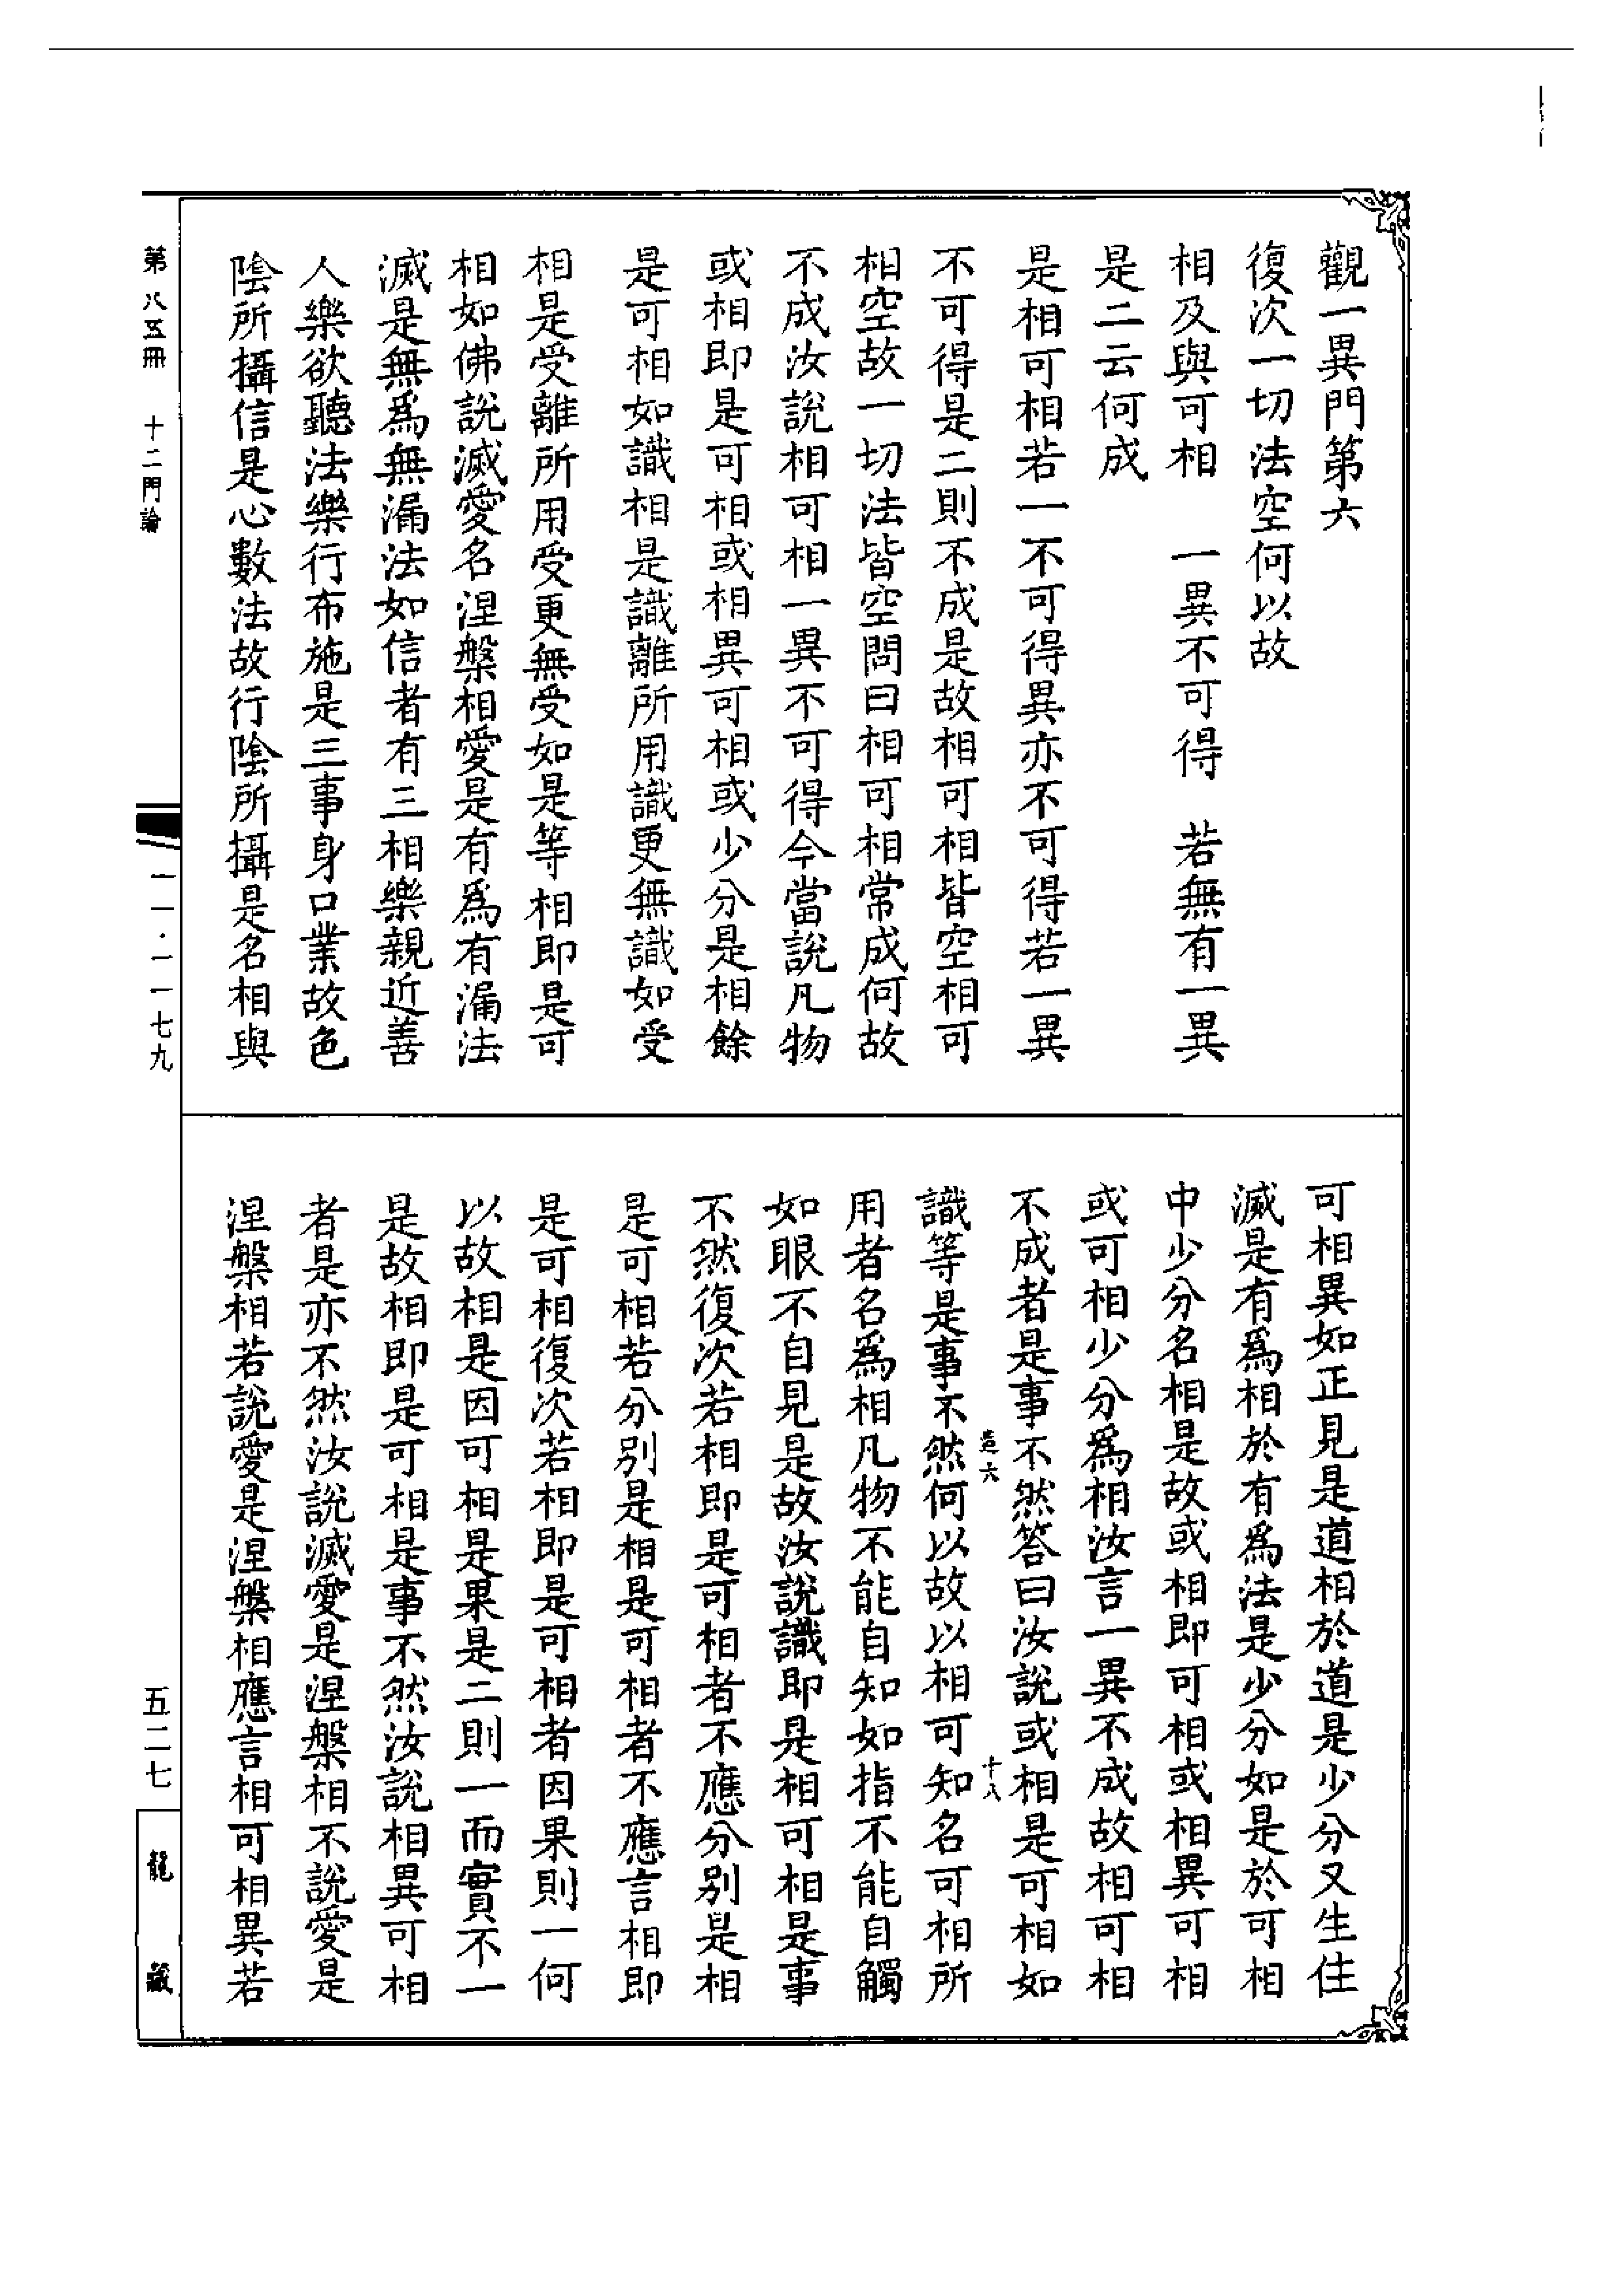 觀一異門第六
復次一切法空何以故
相及與可相　一異不可得　若無有一異
是二云何成
是相可相若一不可得異亦不可得若一異
不可得是二則不成是故相可相皆空相可
相空故一切法皆空問曰相可相常成何故
不成汝說相可相一異不可得今當說凡物
或相即是可相或相異可相或少分是相餘
是可相如識相是識離所用識更無識如受
相是受離所用受更無受如是等相即是可
相如佛說滅愛名涅槃相愛是有為有漏法
滅是無為無漏法如信者有三相樂親近善
人樂欲聽法樂行布施是三事身口業故色
陰所攝信是心數法故行陰所攝是名相與
可相異如正見是道相於道是少分又生住
滅是有為相於有為法是少分如是於可相
中少分名相是故或相即可相或相異可相
或可相少分為相汝言一異不成故相可相
不成者是事不然答曰汝說或相是可相如
識等是事不然何以故以相可知名可相所
用者名為相凡物不能自知如指不能自觸
如眼不自見是故汝說識即是相可相是事
不然復次若相即是可相者不應分別是相
是可相若分別是相是可相者不應言相即
是可相復次若相即是可相者因果則一何
以故相是因可相是果是二則一而實不一
是故相即是可相是事不然汝說相異可相
者是亦不然汝說滅愛是涅槃相不說愛是
涅槃相若說愛是涅槃相應言相可相異若
六
十八
第八五冊　十二門論
一一·一一七九
五二七
龍藏